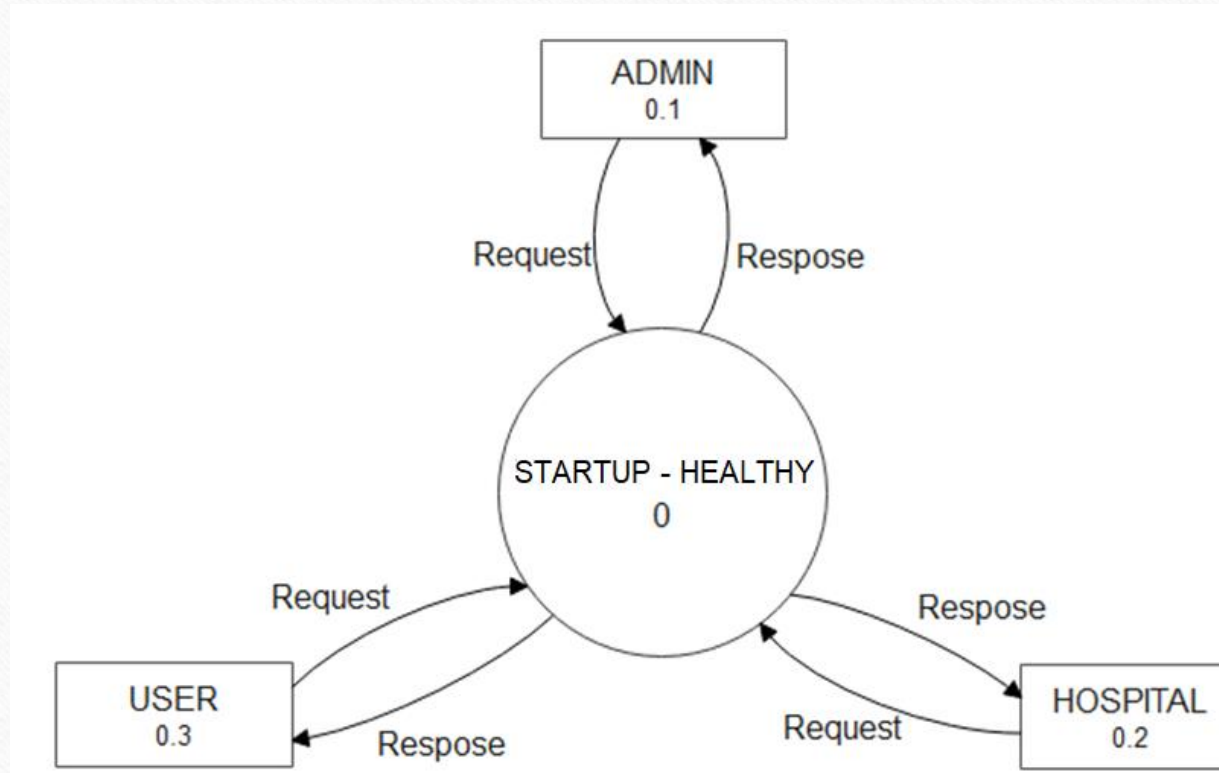 ADMIN
0.1
Request
Respose
STARTUP - HEALTHY
0
Request
Respose
USER
0.3
Respose
Request
HOSPITAL
0.2